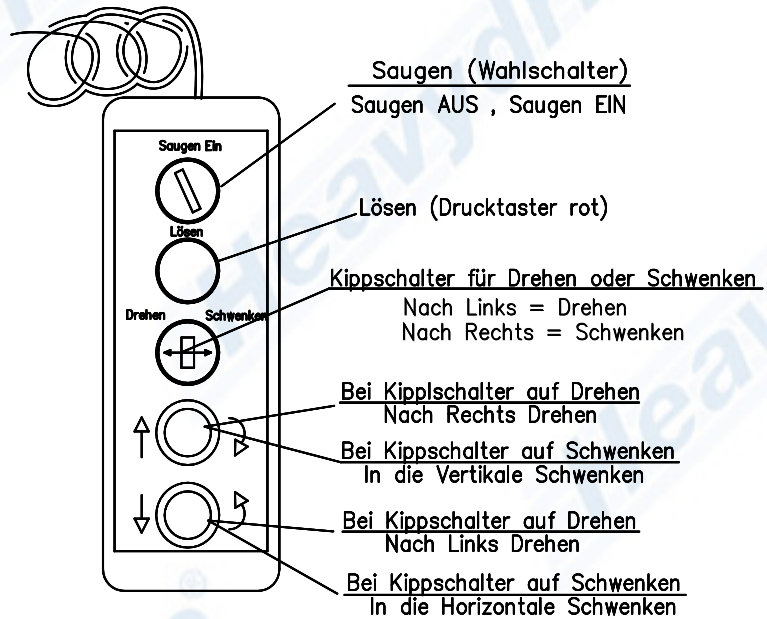 Saugen (Wahlschalter)
Saugen AUS , Saugen EIN
Saugen Ein
Lösen
Lösen (Drucktaster rot)
Kippschalter für Drehen oder Schwenken
Nach Links = Drehen
Nach Rechts = Schwenken
Drehen
Schwenken
Bei Kipplschalter auf Drehen
Nach Rechts Drehen
Bei Kippschalter auf Schwenken
In die Vertikale Schwenken
Bei Kippschalter auf Drehen
Nach Links Drehen
Bei Kippschalter auf Schwenken
In die Horizontale Schwenken
Heavydr
Heav
®